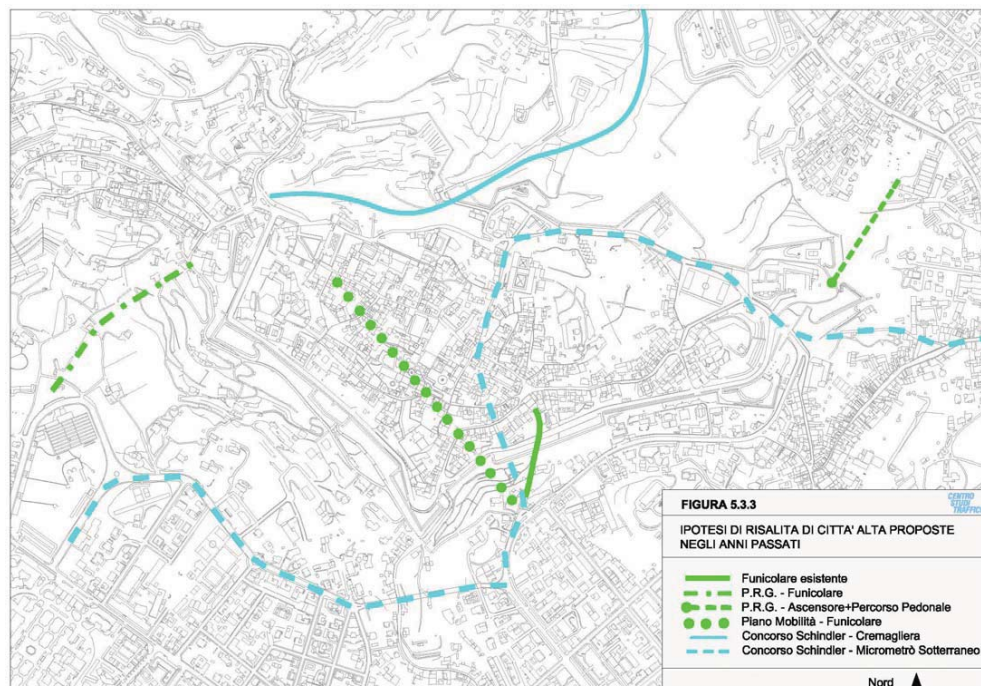 FIGURA 5.3.3
CENTRO
STUDI
TRAFFICO
IPOTESI DI RISALITA DI CITTA' ALTA PROPOSTE
NEGLI ANNI PASSATI
Funicolare esistente
P.R.G. - Funicolare
P.R.G. - Ascensore+Percorso Pedonale
Piano Mobilità - Funicolare
Concorso Schindler - Cremagliera
Concorso Schindler - Micrometrò Sotterraneo
Nord